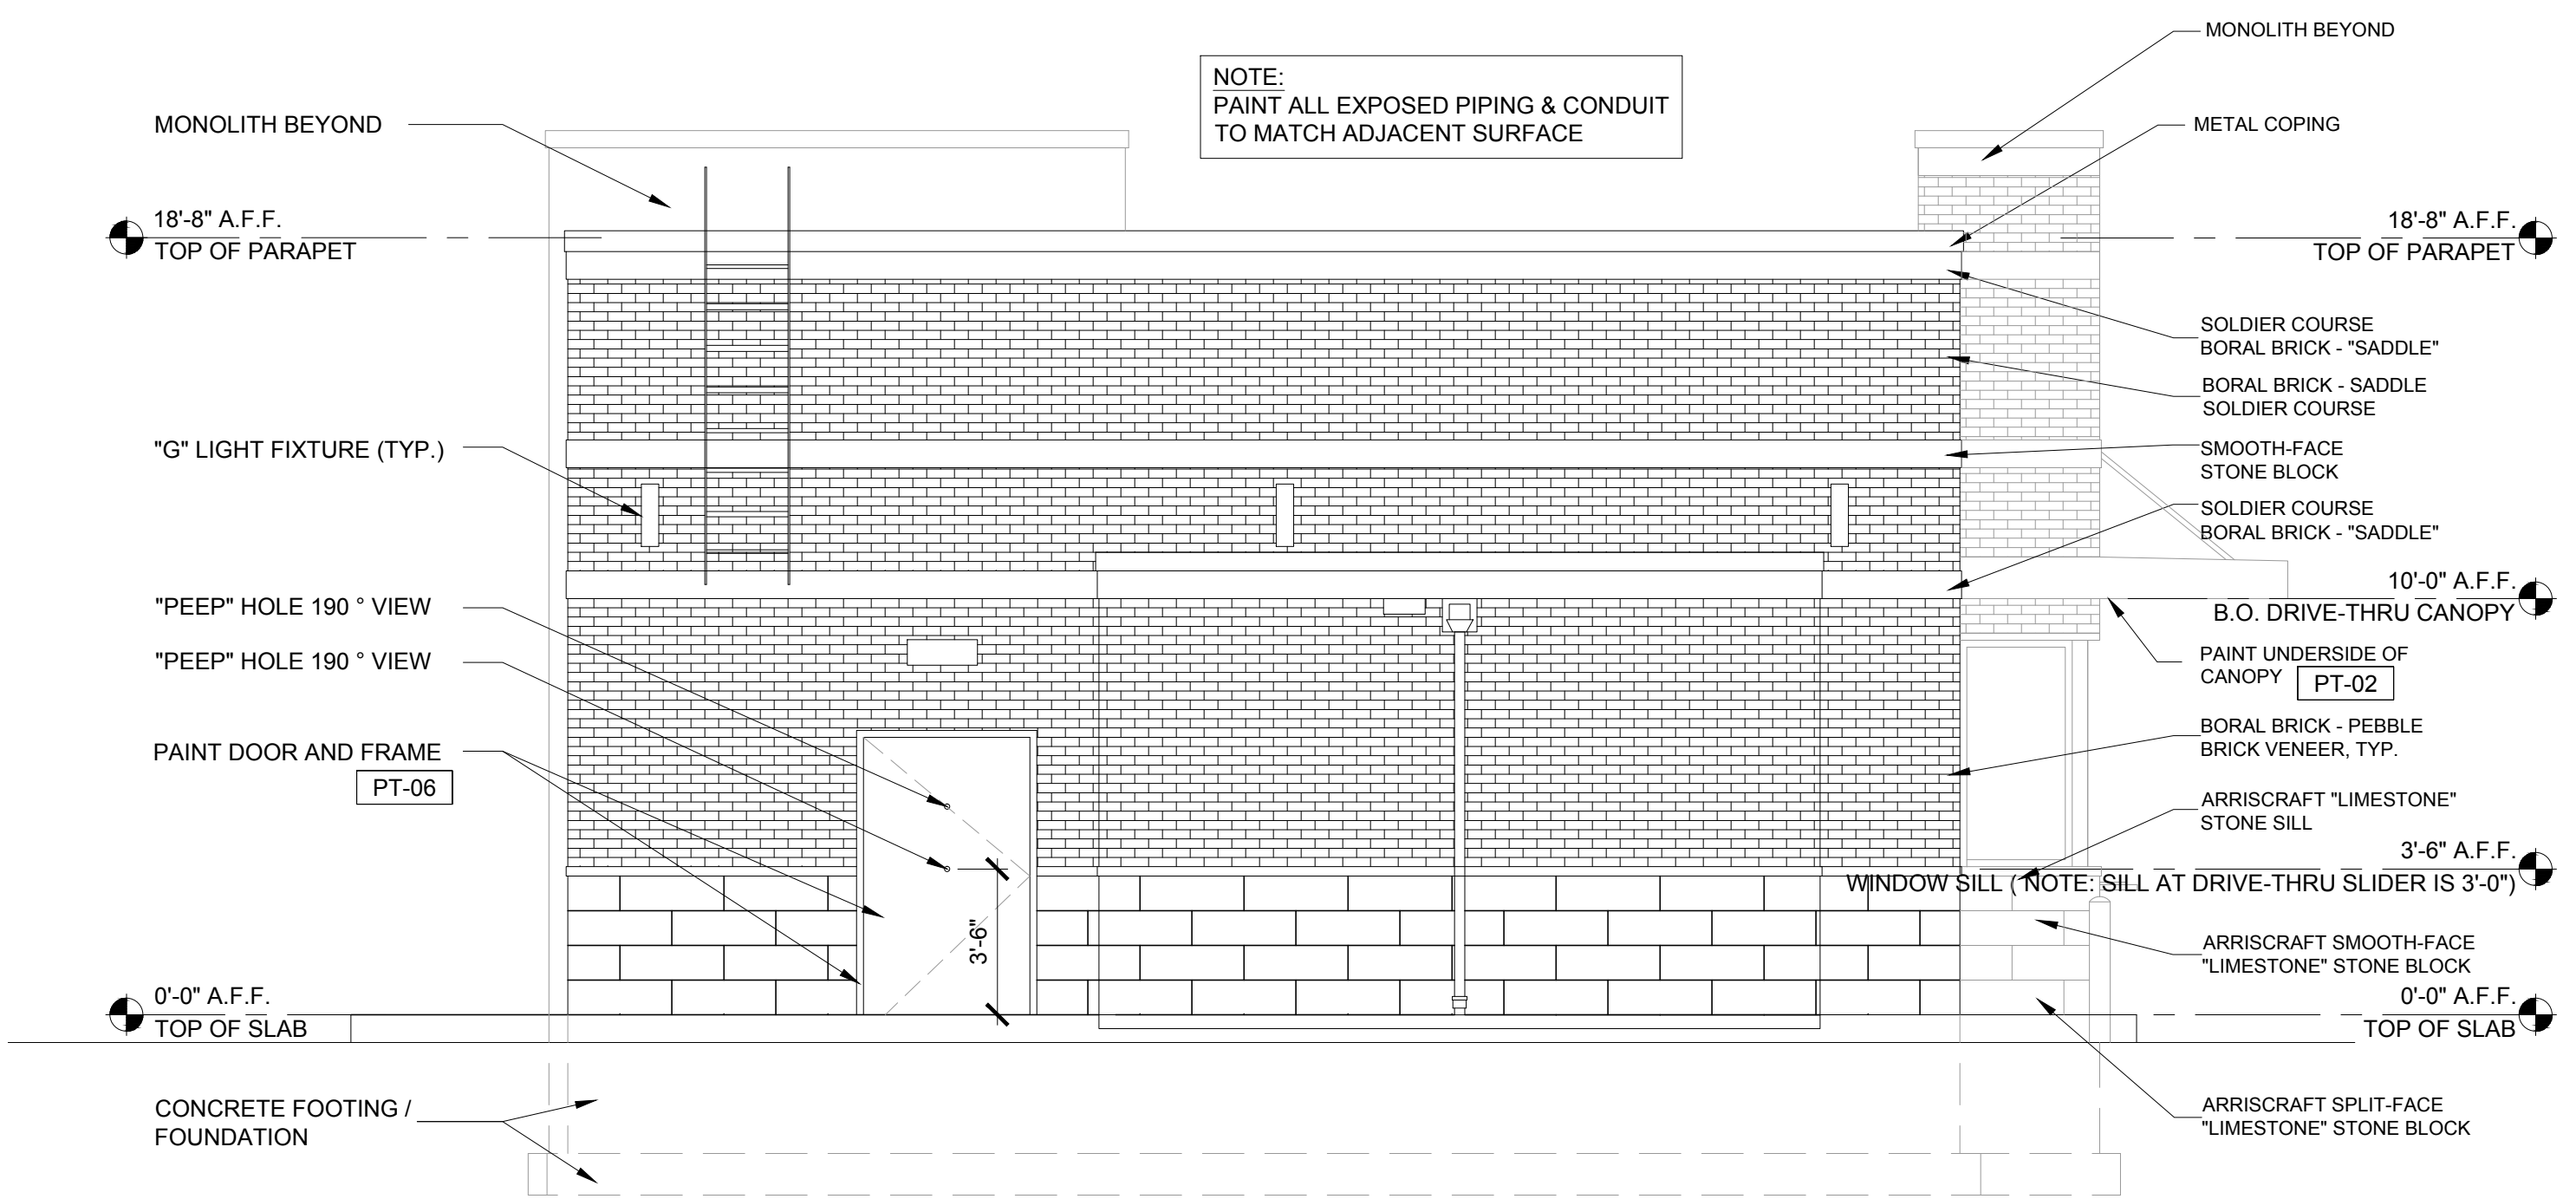 MONOLITH BEYOND
NOTE:
PAINT ALL EXPOSED PIPING & CONDUIT
TO MATCH ADJACENT SURFACE
MONOLITH BEYOND
METAL COPING
18'-8" A.F.F.
TOP OF PARAPET
18'-8" A.F.F.
TOP OF PARAPET
SOLDIER COURSE
BORAL BRICK - "SADDLE"
BORAL BRICK - SADDLE
SOLDIER COURSE
"G" LIGHT FIXTURE (TYP.)
SMOOTH-FACE
STONE BLOCK
SOLDIER COURSE
BORAL BRICK - "SADDLE"
"PEEP" HOLE 190 ° VIEW
10'-0" A.F.F.
B.O. DRIVE-THRU CANOPY
"PEEP" HOLE 190 ° VIEW
PAINT UNDERSIDE OF
CANOPY PT-02
PAINT DOOR AND FRAME
PT-06
BORAL BRICK - PEBBLE
BRICK VENEER, TYP.
ARRISCRAFT "LIMESTONE"
STONE SILL
3'-6" A.F.F.
WINDOW SILL ( NOTE: SILL AT DRIVE-THRU SLIDER IS 3'-0")
3'-6"
ARRISCRAFT SMOOTH-FACE
"LIMESTONE" STONE BLOCK
0'-0" A.F.F.
TOP OF SLAB
0'-0" A.F.F.
TOP OF SLAB
CONCRETE FOOTING /
FOUNDATION
ARRISCRAFT SPLIT-FACE
"LIMESTONE" STONE BLOCK